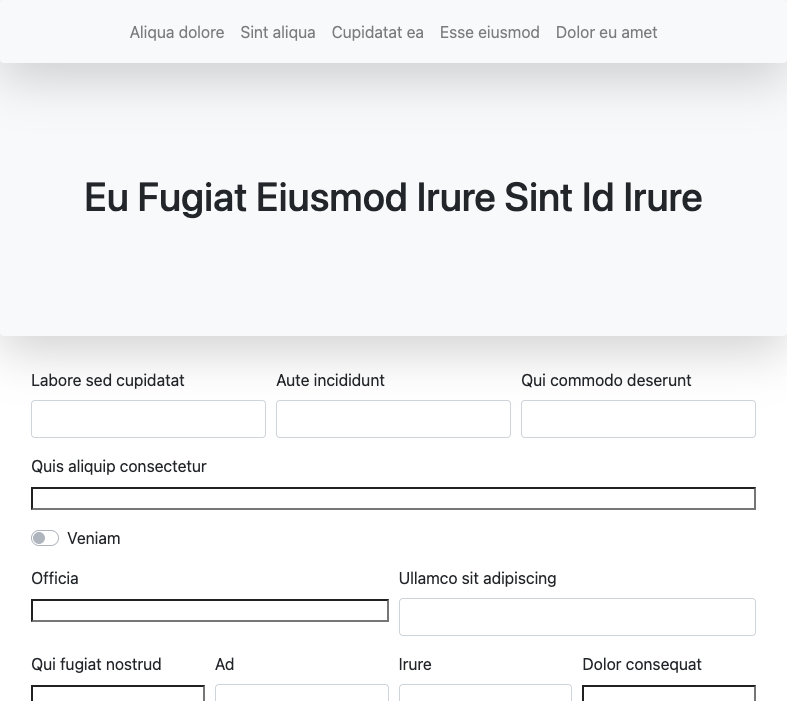 Aliqua dolore Sint aliqua Cupidatat ea Esse eiusmod Dolor eu amet
Eu Fugiat Eiusmod Irure Sint Id Irure
Labore sed cupidatat Aute incididunt Qui commodo deserunt
Quis aliquip consectetur
Veniam
Officia Ullamco sit adipiscing
Qui fugiat nostrud Ad Irure Dolor consequat